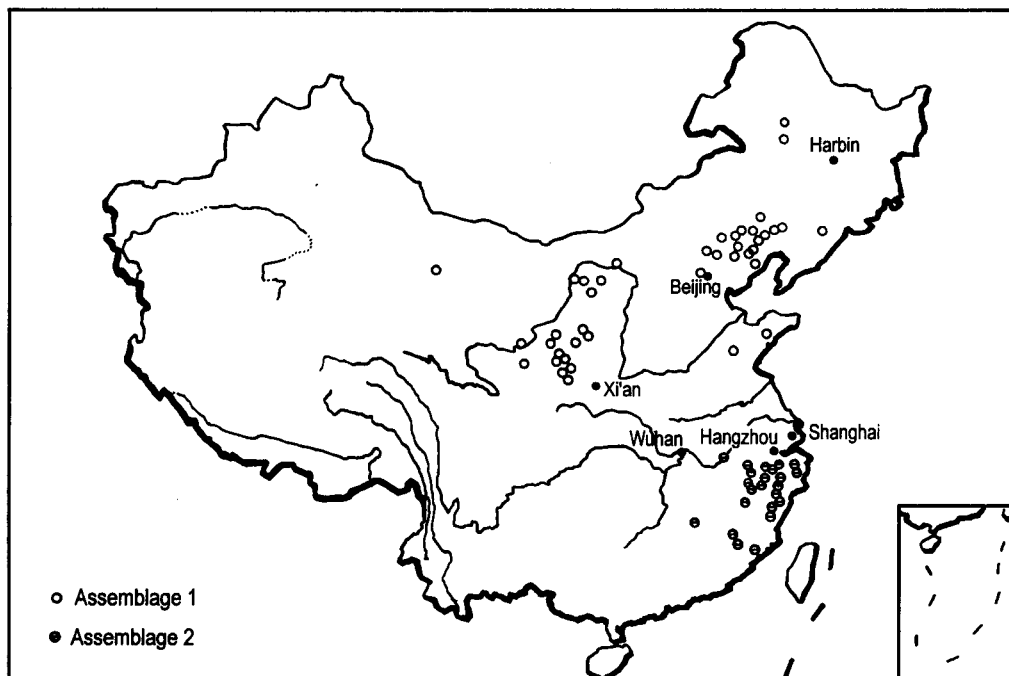 Harbin
Beijing
Xi'an
Wuhan
Hangzhou
Shanghai
Assemblage 1
Assemblage 2